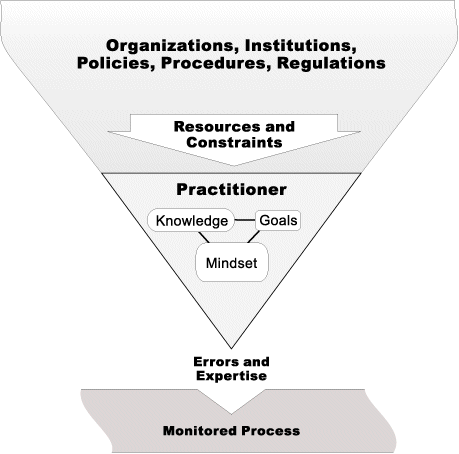 Organizations, Institutions,
Policies, Procedures, Regulations
Resources and
Constraints
Practitioner
Knowledge
Goals
Mindset
Errors and
Expertise
Monitored Process